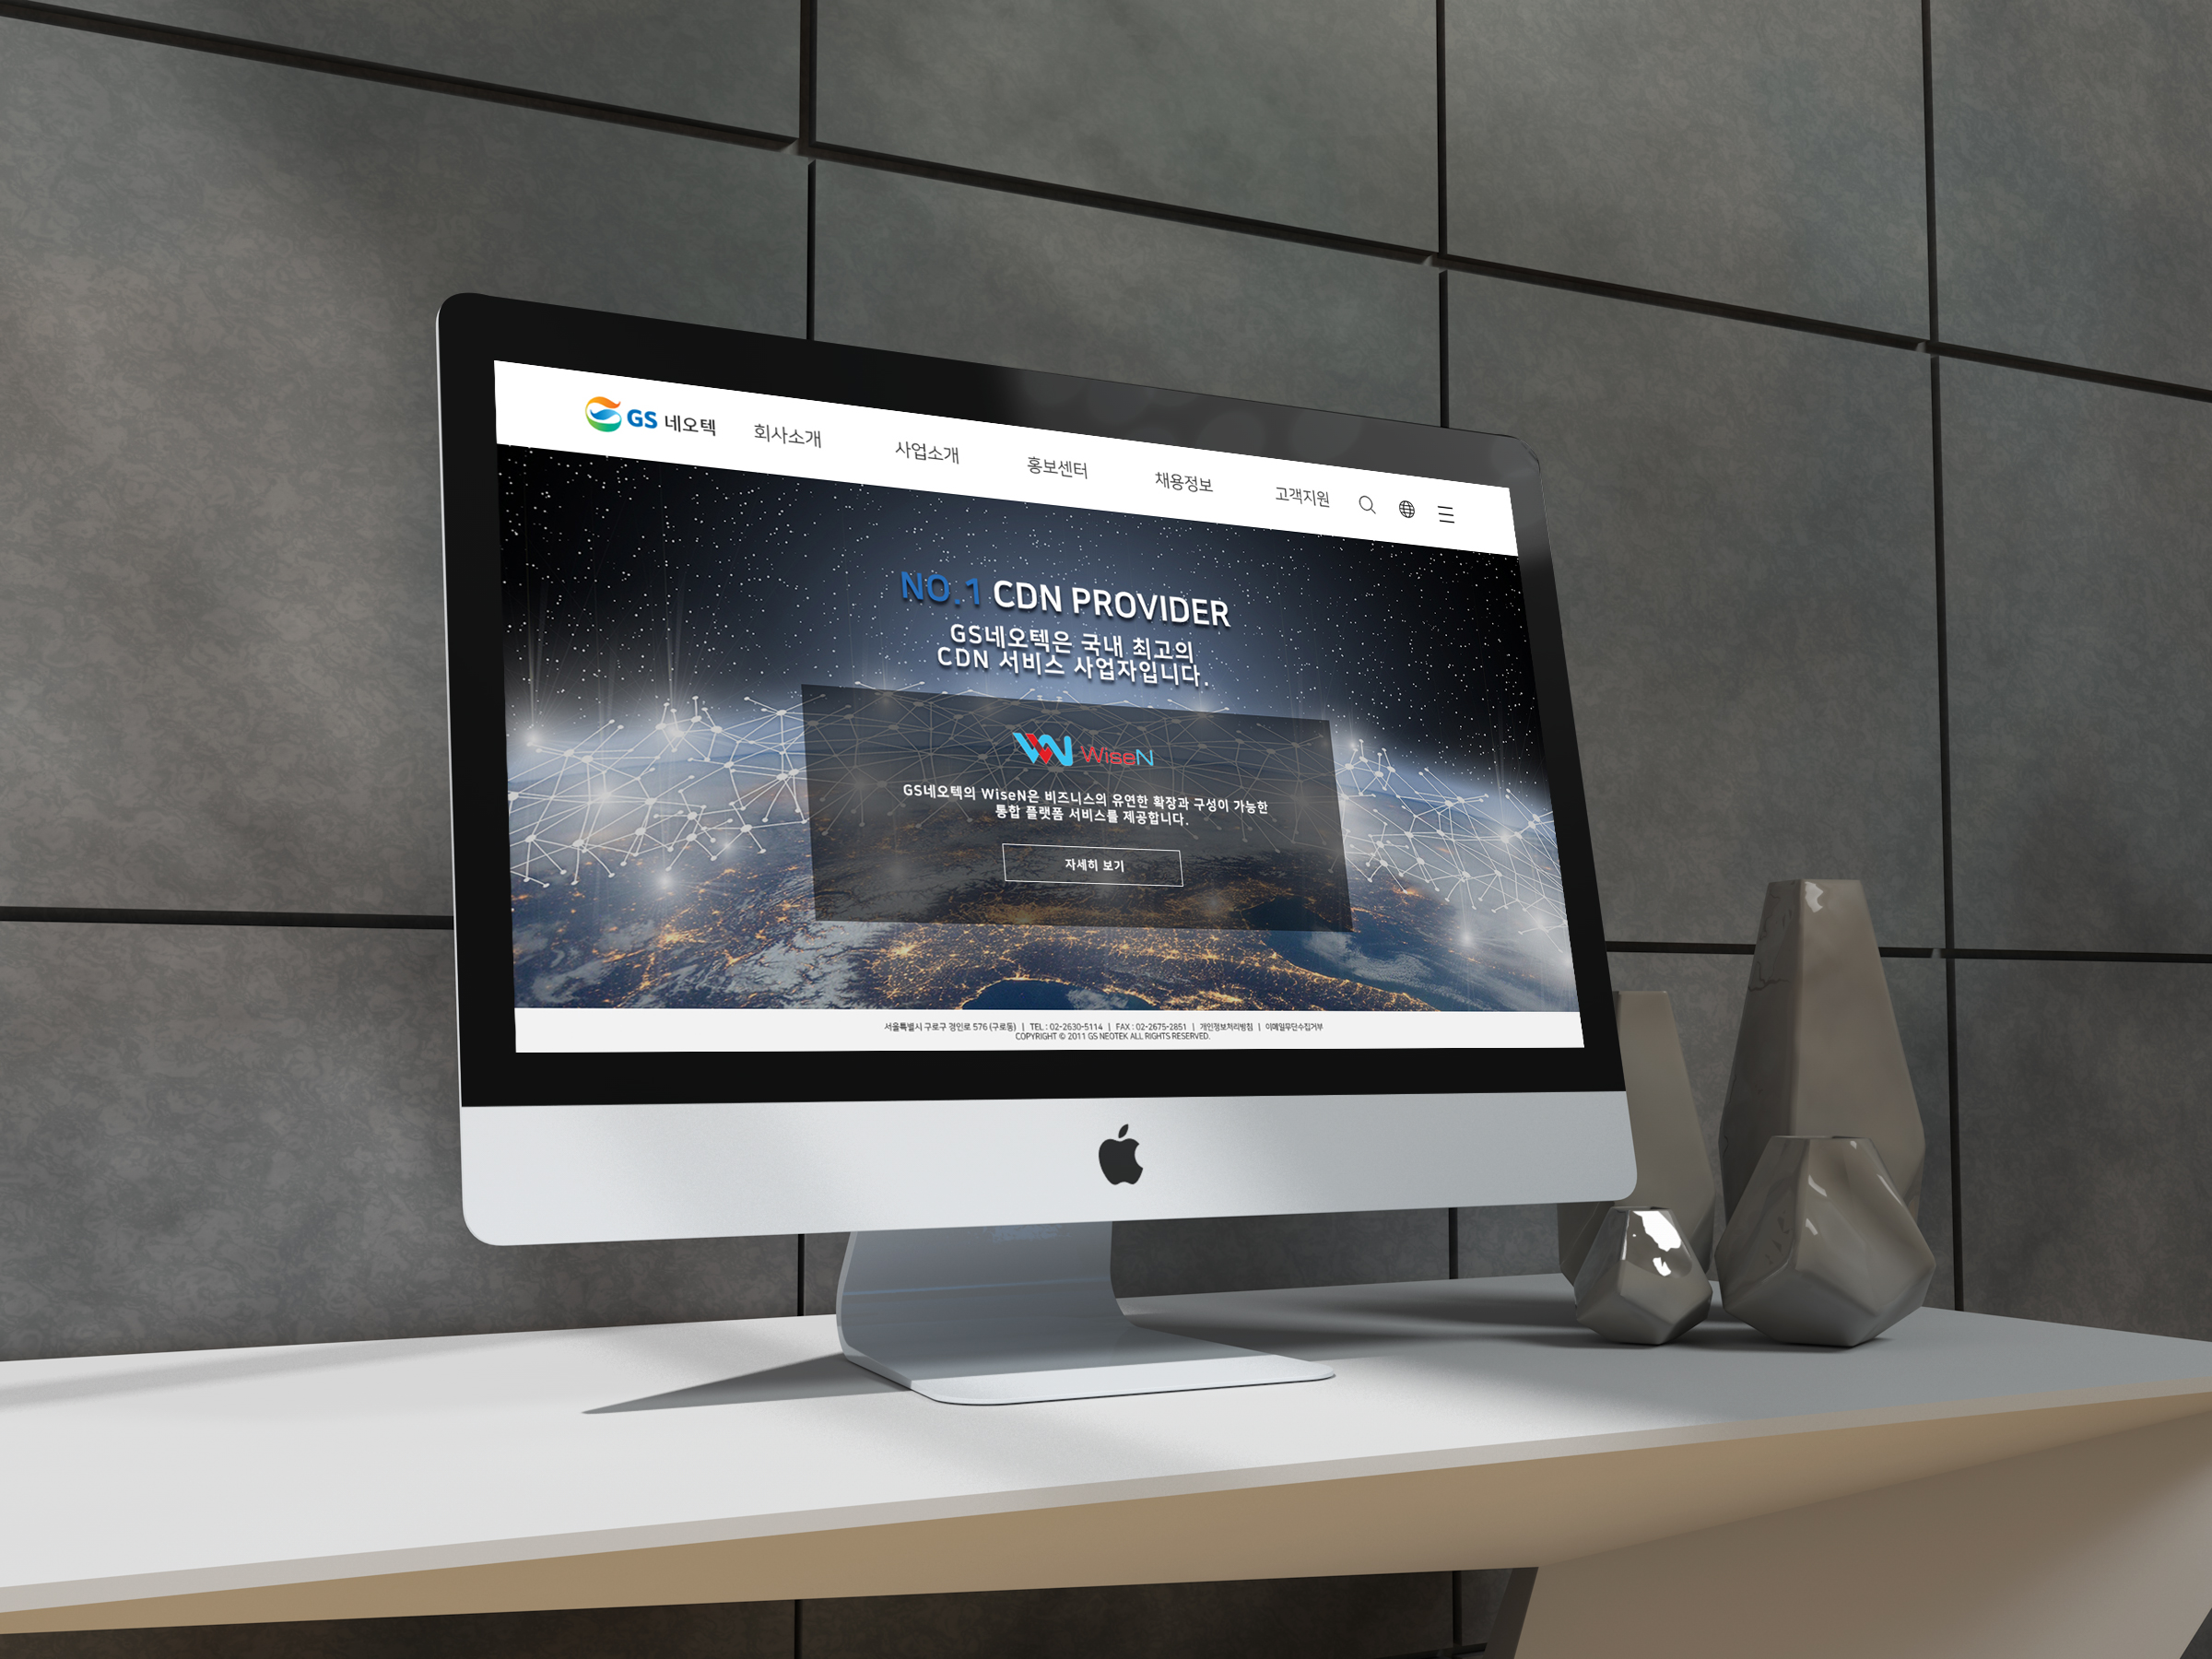 GS 네오텍
회사소개
사업소개
홍보센터
채용정보
고객지원
NO.1 CDN PROVIDER
GS네오텍은 국내 최고의
CDN 서비스 사업자입니다.
WiseN
GS네오텍의 WiseN은 비즈니스의 유연한 확장과 구성이 가능한
통합 플랫폼 서비스를 제공합니다.
자세히 보기
서울특별시 구로구 경인로 576 (구로동) | TEL : 02-2630-5114 | FAX : 02-2675-2851 | 개인정보처리방침 | 이메일무단수집거부
COPYRIGHT © 2011 GS NEOTEK ALL RIGHTS RESERVED.